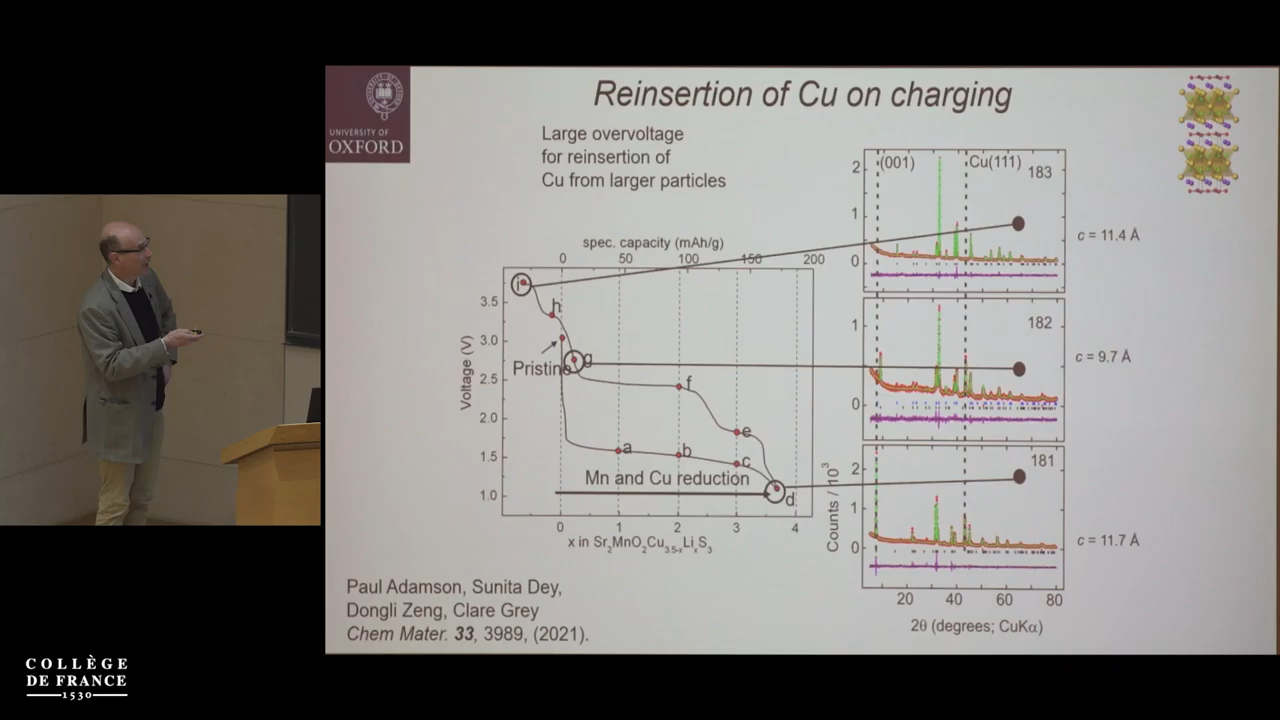 UNIVERSITY OF
OXFORD
Reinsertion of Cu on charging
Large overvoltage
for reinsertion of
Cu from larger particles
spec. capacity (mAh/g)
0 50 100 150 200
3.5
3.0
2.5
2.0
1.5
1.0
Voltage (V)
i
h
Pristine
g
f
e
a
b
c
d
Mn and Cu reduction
0 1 2 3 4
x in Sr₂MnO₂Cu₃.₅₋ₓLiₓS₃
(001)
Cu(111)
183
2
1
0
c = 11.4 Å
182
1
0
c = 9.7 Å
181
2
1
0
c = 11.7 Å
Counts / 10³
20 40 60 80
2θ (degrees; CuKα)
Paul Adamson, Sunita Dey,
Dongli Zeng, Clare Grey
Chem Mater. 33, 3989, (2021).
COLLÈGE
DE FRANCE
1530